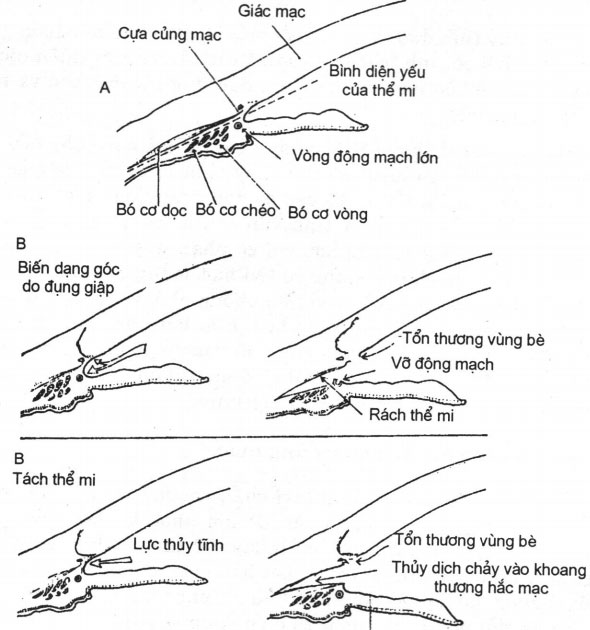 Giác mạc
Cựa củng mạc
A
Bình diện yếu
của thể mi
Vòng động mạch lớn
Bó cơ dọc Bó cơ chéo Bó cơ vòng
B
Biến dạng góc
do đụng giập
Tổn thương vùng bè
Vỡ động mạch
Rách thể mi
B
Tách thể mi
Lực thủy tĩnh
Tổn thương vùng bè
Thủy dịch chảy vào khoang
thượng hắc mạc